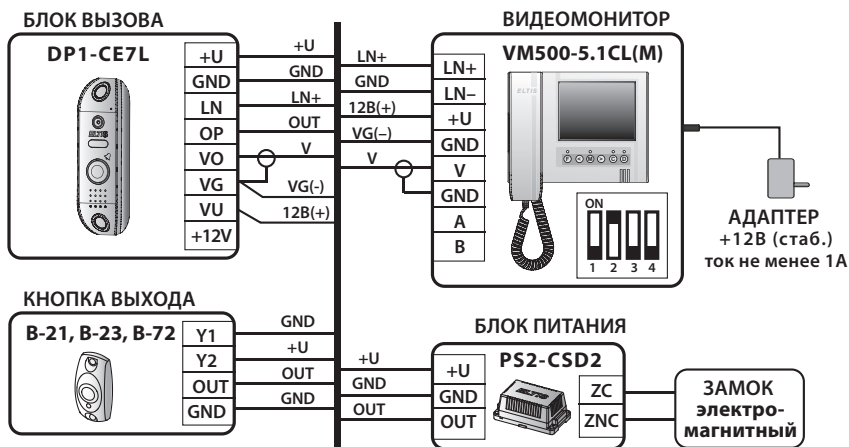 БЛОК ВЫЗОВА
DP1-CE7L
ELTIS
+U
GND
LN
OP
VO
VG
VU
+12V
+U
GND
LN+
OUT
V
VG(-)
12В(+)
ВИДЕОМОНИТОР
VM500-5.1CL(M)
LN+
GND
12В(+)
VG(–)
V
LN+
LN–
+U
GND
V
GND
A
B
ELTIS
ON
1 2 3 4
АДАПТЕР
+12В (стаб.)
ток не менее 1А
КНОПКА ВЫХОДА
B-21, B-23, B-72
Y1
Y2
OUT
GND
GND
+U
OUT
GND
БЛОК ПИТАНИЯ
PS2-CSD2
+U
GND
OUT
+U
GND
OUT
ELTIS
ZC
ZNC
ЗАМОК
электро-
магнитный